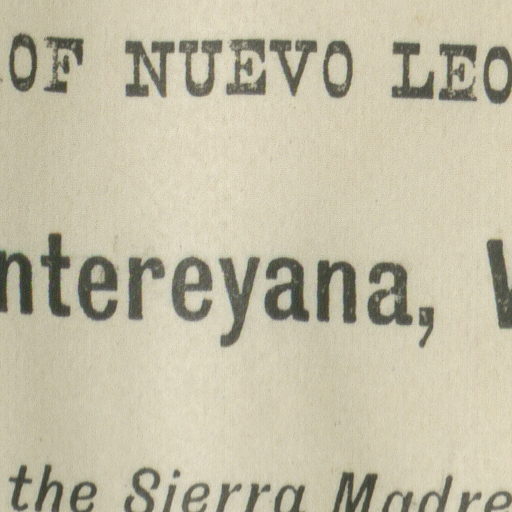 OF NUEVO LEO
ntereyana,
the Sierra Madre